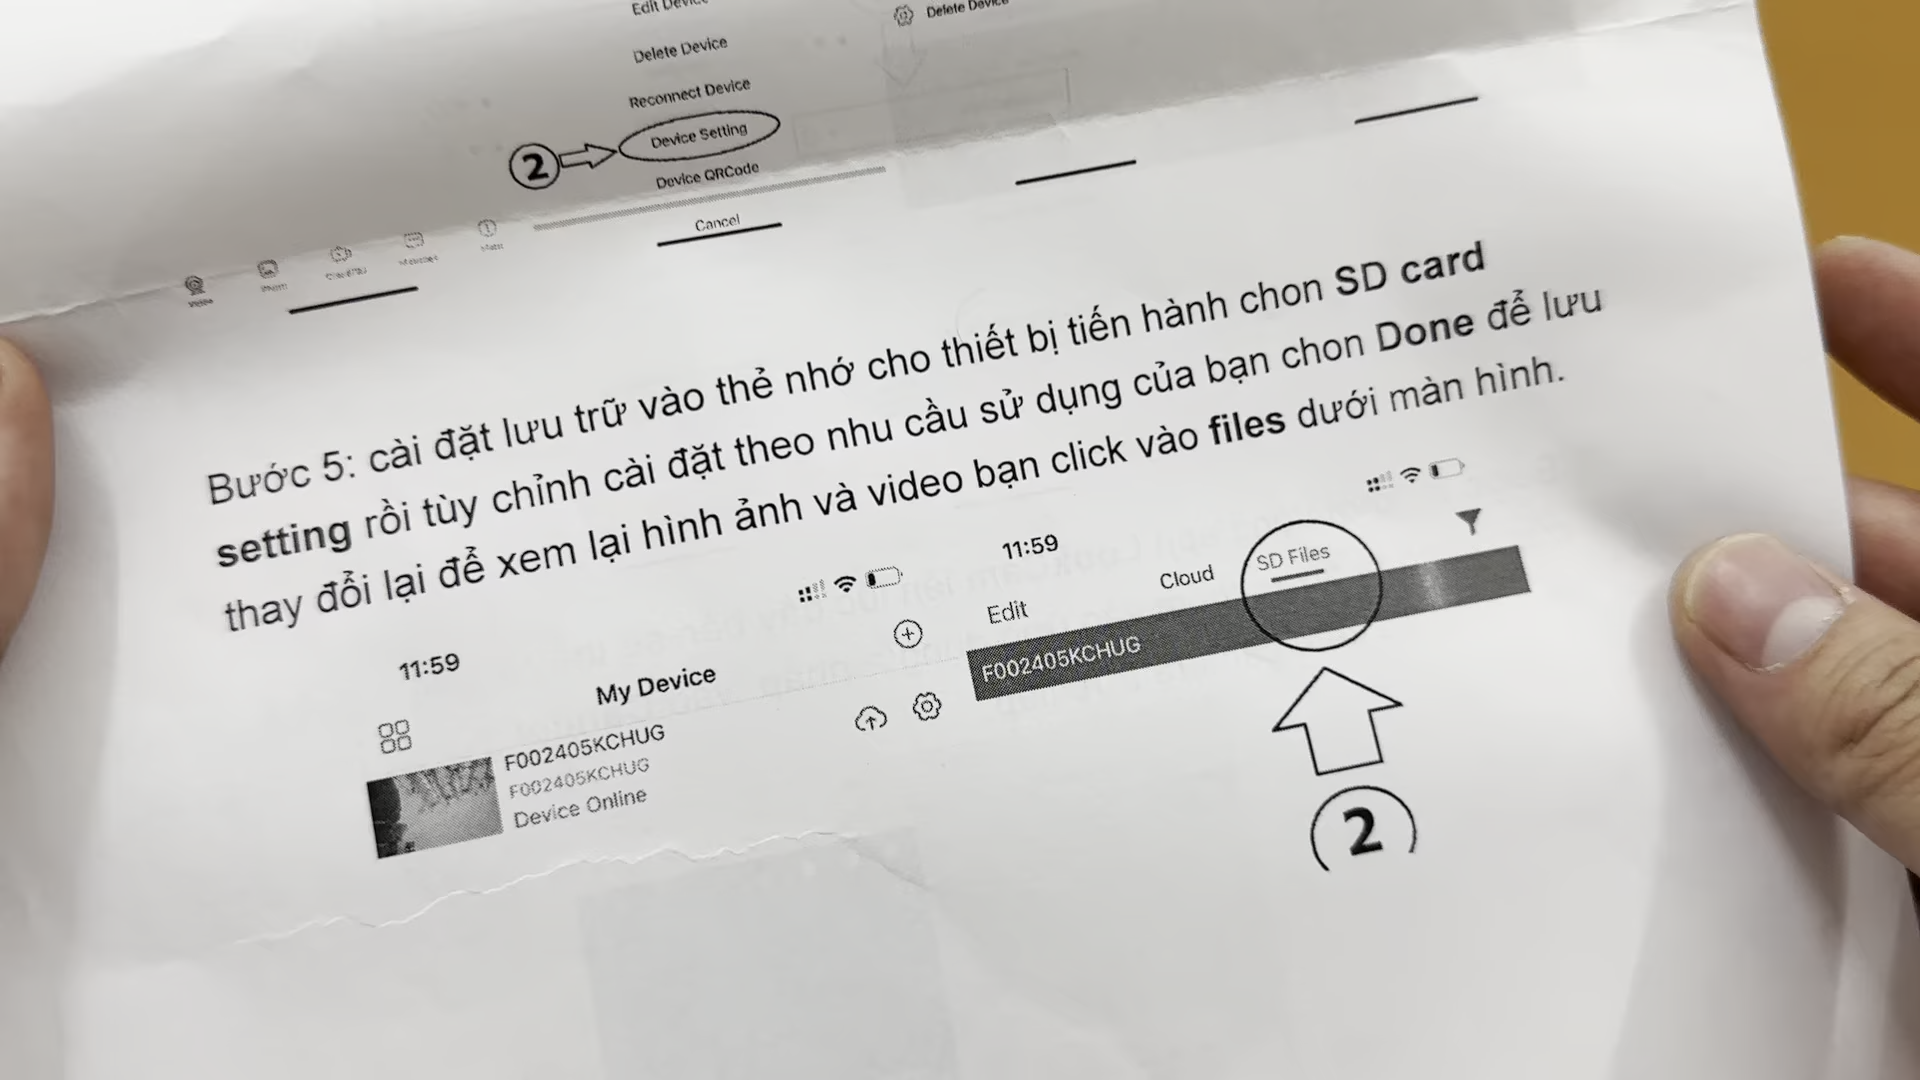 Edit Device
Delete Device
Delete Device
Reconnect Device
2
Device Setting
Device QRCode
Cancel
Bước 5: cài đặt lưu trữ vào thẻ nhớ cho thiết bị tiến hành chon SD card
setting rồi tùy chỉnh cài đặt theo nhu cầu sử dụng của bạn chon Done để lưu
thay đổi lại để xem lại hình ảnh và video bạn click vào files dưới màn hình.
11:59
My Device
F002405KCHUG
F002405KCHUG
Device Online
11:59
Edit
Cloud
SD Files
F002405KCHUG
2